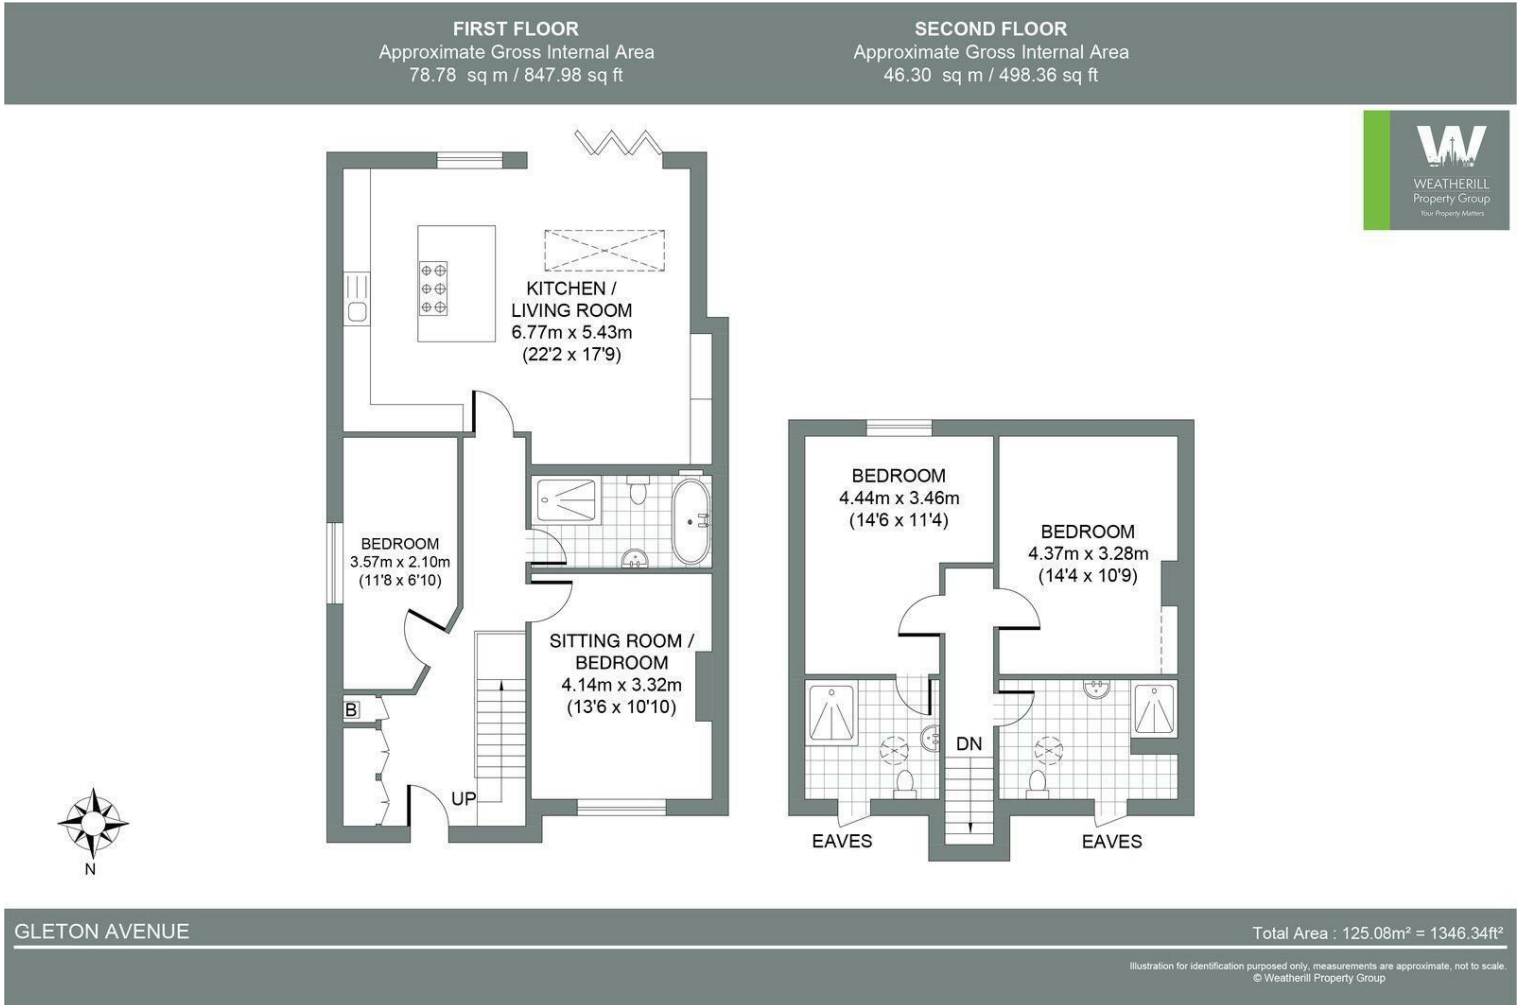 FIRST FLOOR
Approximate Gross Internal Area
78.78 sq m / 847.98 sq ft
SECOND FLOOR
Approximate Gross Internal Area
46.30 sq m / 498.36 sq ft
W
WEATHERILL
Property Group
Your Property Matters
KITCHEN /
LIVING ROOM
6.77m x 5.43m
(22'2 x 17'9)
BEDROOM
3.57m x 2.10m
(11'8 x 6'10)
SITTING ROOM /
BEDROOM
4.14m x 3.32m
(13'6 x 10'10)
B
UP
BEDROOM
4.44m x 3.46m
(14'6 x 11'4)
BEDROOM
4.37m x 3.28m
(14'4 x 10'9)
DN
EAVES
EAVES
N
GLETON AVENUE
Total Area : 125.08m² = 1346.34ft²
Illustration for identification purposed only, measurements are approximate, not to scale.
© Weatherill Property Group